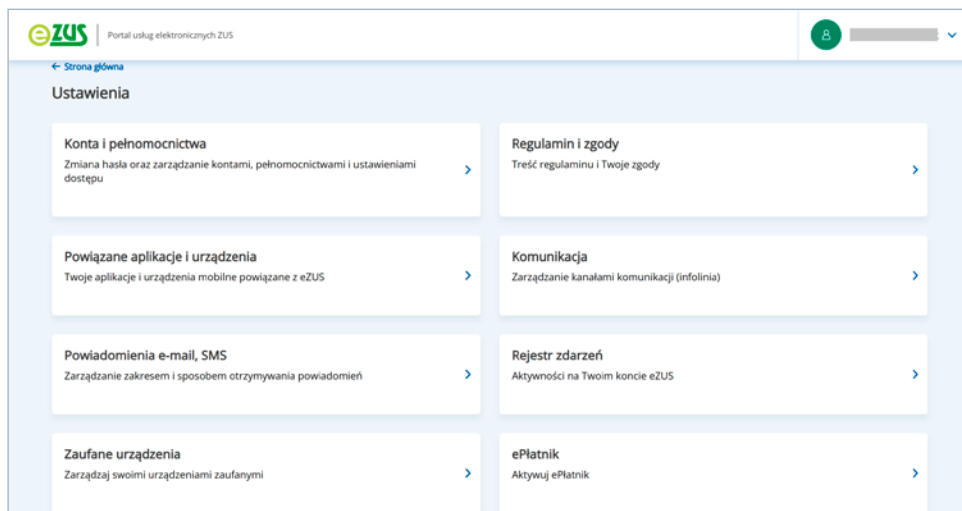 eZUS Portal usług elektronicznych ZUS
← Strona główna
Ustawienia
Konta i pełnomocnictwa
Zmiana hasła oraz zarządzanie kontami, pełnomocnictwami i ustawieniami
dostępu
Regulamin i zgody
Treść regulaminu i Twoje zgody
Powiązane aplikacje i urządzenia
Twoje aplikacje i urządzenia mobilne powiązane z eZUS
Komunikacja
Zarządzanie kanałami komunikacji (infolinia)
Powiadomienia e-mail, SMS
Zarządzanie zakresem i sposobem otrzymywania powiadomień
Rejestr zdarzeń
Aktywności na Twoim koncie eZUS
Zaufane urządzenia
Zarządzaj swoimi urządzeniami zaufanymi
ePłatnik
Aktywuj ePłatnik